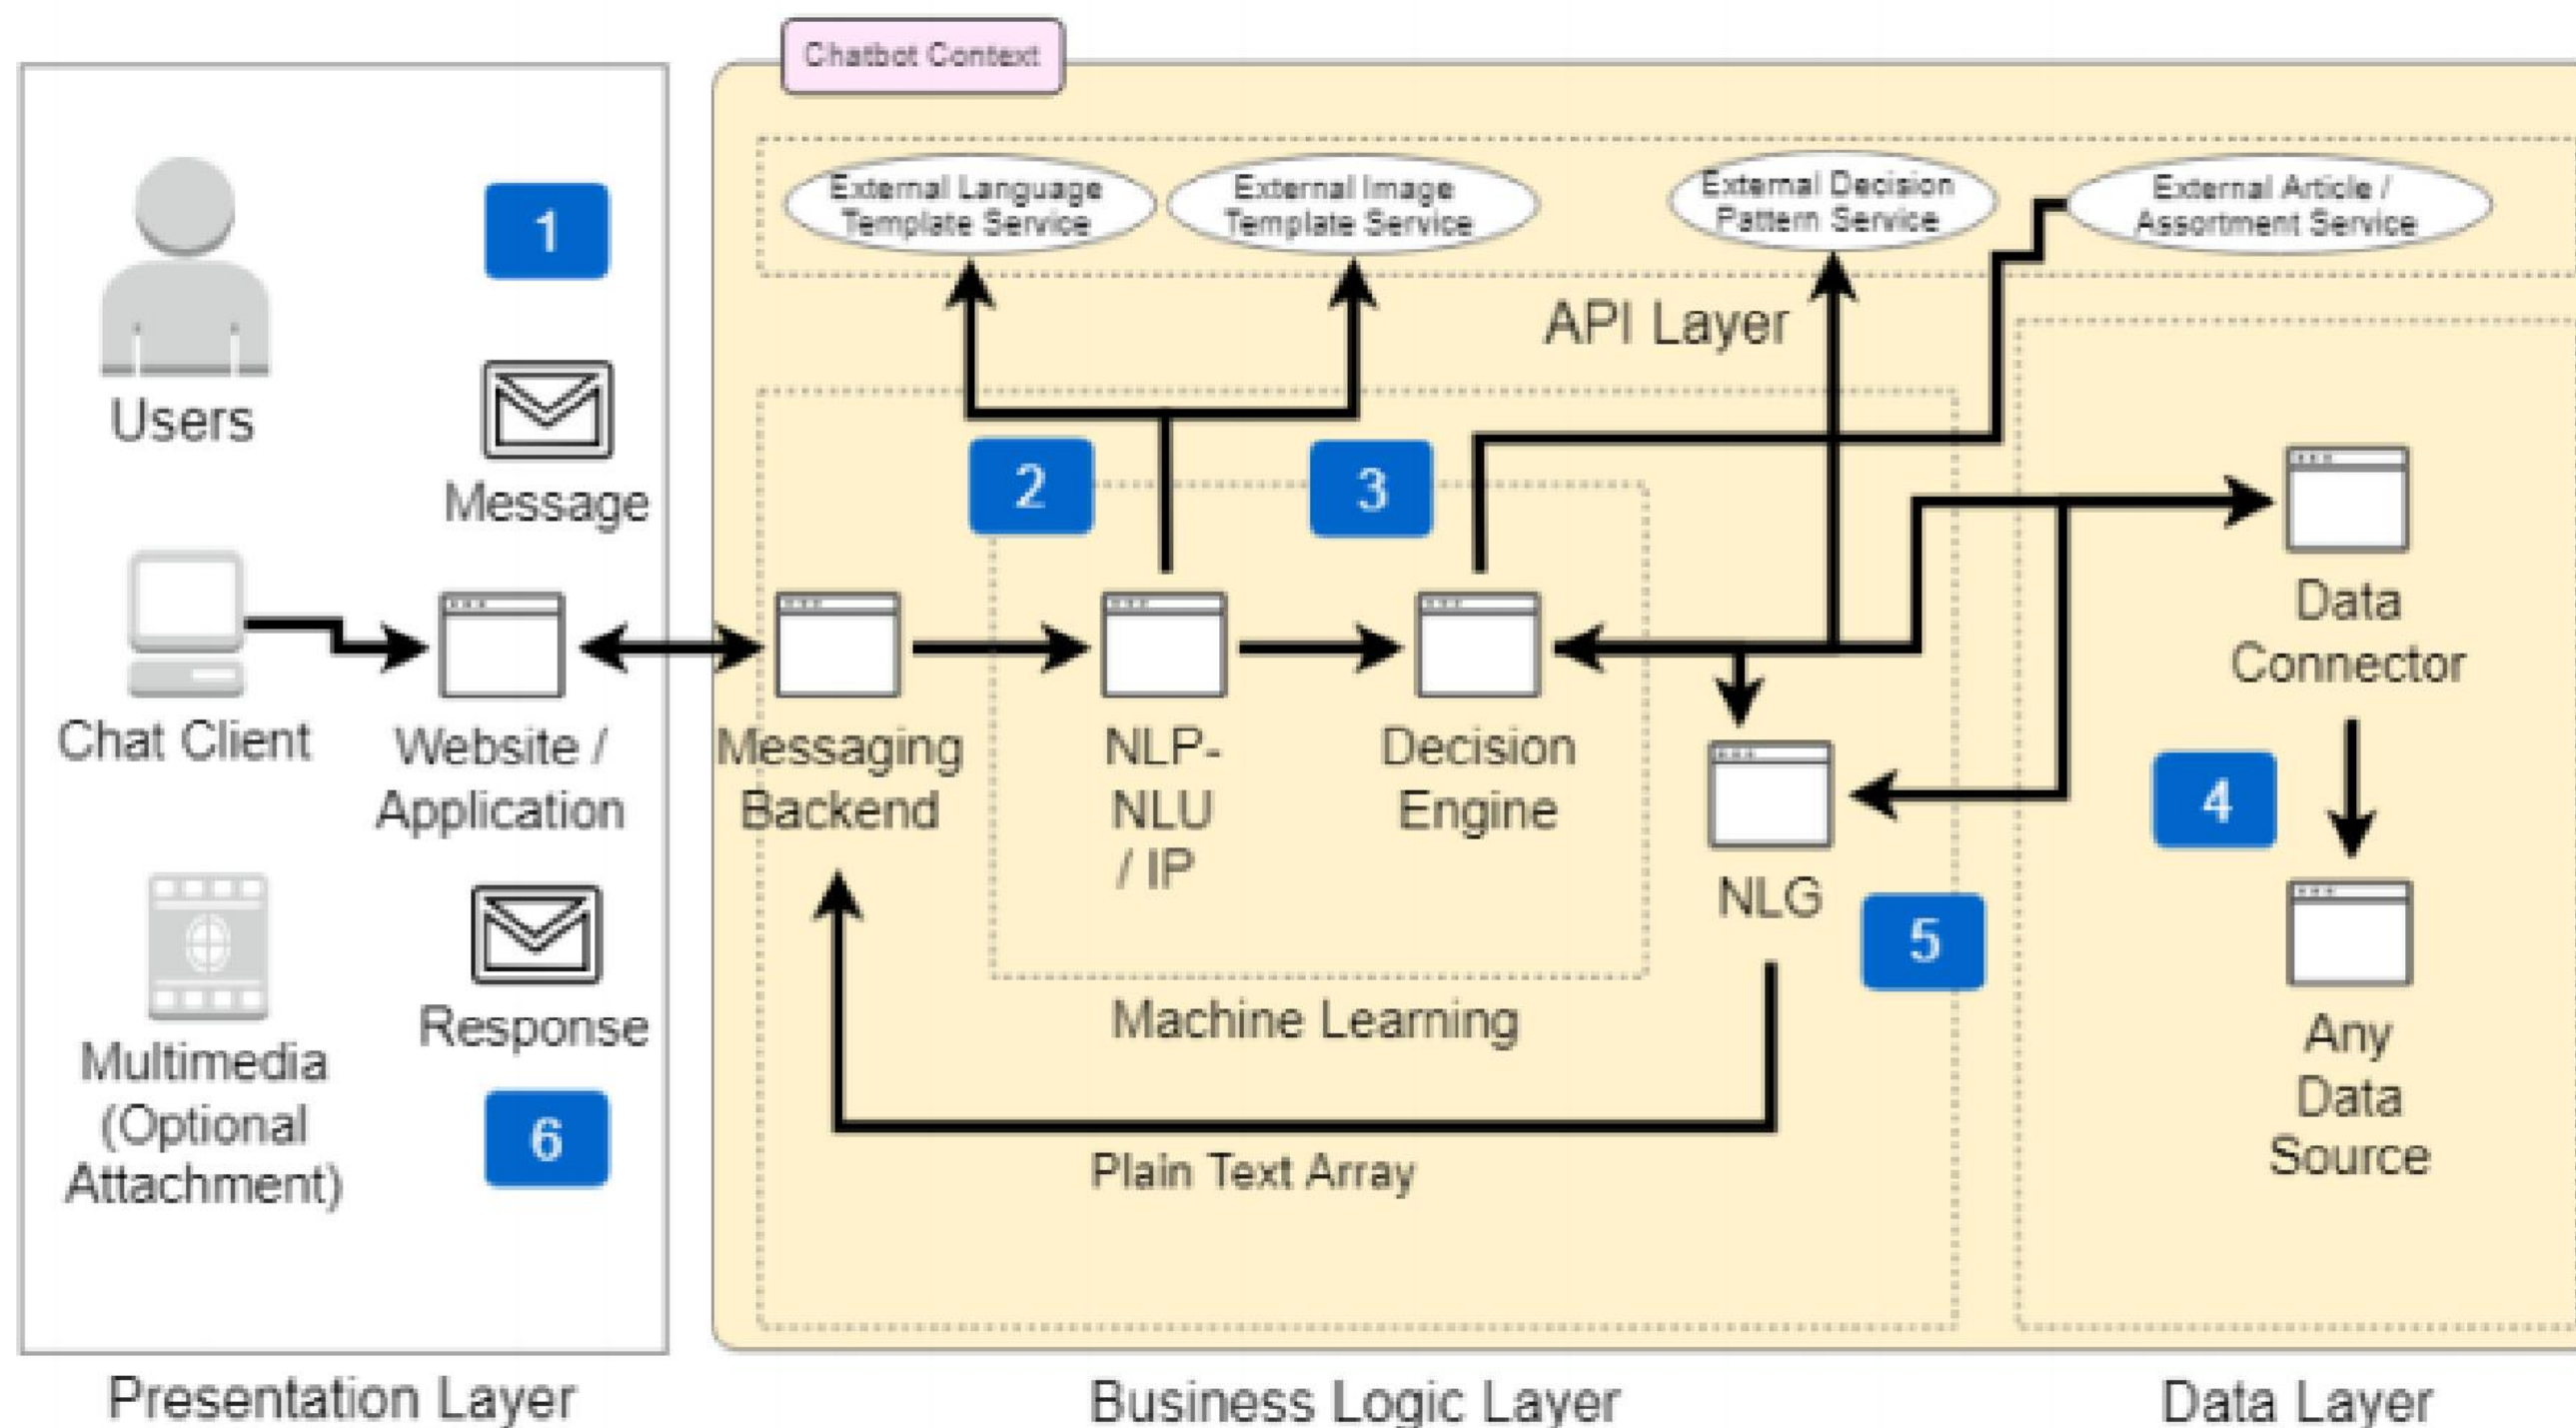 Chatbot Context
External Language
Template Service
External Image
Template Service
External Decision
Pattern Service
External Article /
Assortment Service
API Layer
1
Users
Message
Chat Client
Website /
Application
Multimedia
(Optional
Attachment)
Response
6
2
3
Messaging
Backend
NLP-
NLU
/ IP
Decision
Engine
NLG
5
Machine Learning
Plain Text Array
Data
Connector
4
Any
Data
Source
Presentation Layer
Business Logic Layer
Data Layer